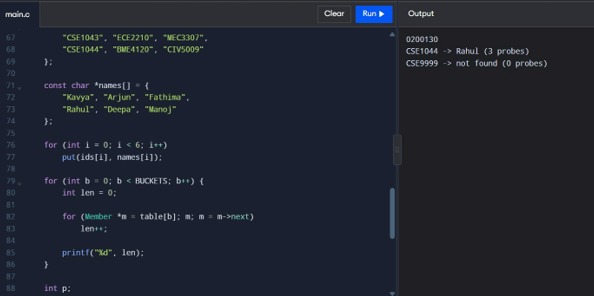 main.c
Clear
Run
Output
67 "CSE1043", "ECE2210", "MEC3307",
68 "CSE1044", "BME4120", "CIV5009"
69 };
70
71 const char *names[] = {
72 "Kavya", "Arjun", "Fathima",
73 "Rahul", "Deepa", "Manoj"
74 };
75
76 for (int i = 0; i < 6; i++)
77 put(ids[i], names[i]);
78
79 for (int b = 0; b < BUCKETS; b++) {
80 int len = 0;
81
82 for (Member *m = table[b]; m; m = m->next)
83 len++;
84
85 printf("%d", len);
86 }
87
88 int p;
0200130
CSE1044 -> Rahul (3 probes)
CSE9999 -> not found (0 probes)